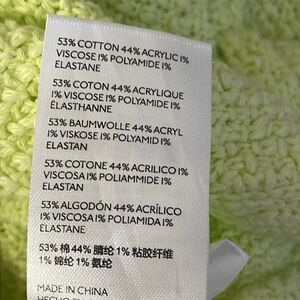 53% COTTON 44% ACRYLIC 1%
VISCOSE 1% POLYAMIDE 1%
ELASTANE
53% COTON 44% ACRYLIQUE
1% VISCOSE 1% POLYAMIDE 1%
ÉLASTHANNE
53% BAUMWOLLE 44% ACRYL
1% VISKOSE 1% POLYAMID 1%
ELASTAN
53% COTONE 44% ACRILICO 1%
VISCOSA 1% POLIAMMIDE 1%
ELASTAN
53% ALGODÓN 44% ACRÍLICO
1% VISCOSA 1% POLIAMIDA 1%
ELASTANO
53% 棉 44% 腈纶 1% 粘胶纤维
1% 锦纶 1% 氨纶
MADE IN CHINA
HECHO